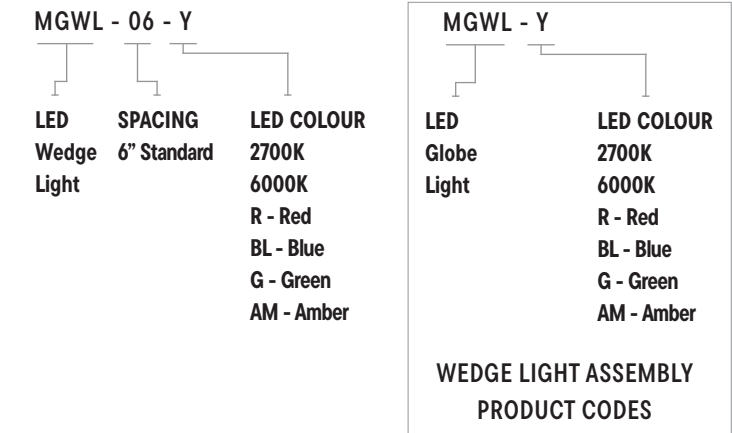 MGWL - 06 - Y
LED SPACING LED COLOUR
Wedge 6” Standard 2700K
Light 6000K
R - Red
BL - Blue
G - Green
AM - Amber
MGWL - Y
LED LED COLOUR
Globe 2700K
Light 6000K
R - Red
BL - Blue
G - Green
AM - Amber
WEDGE LIGHT ASSEMBLY
PRODUCT CODES